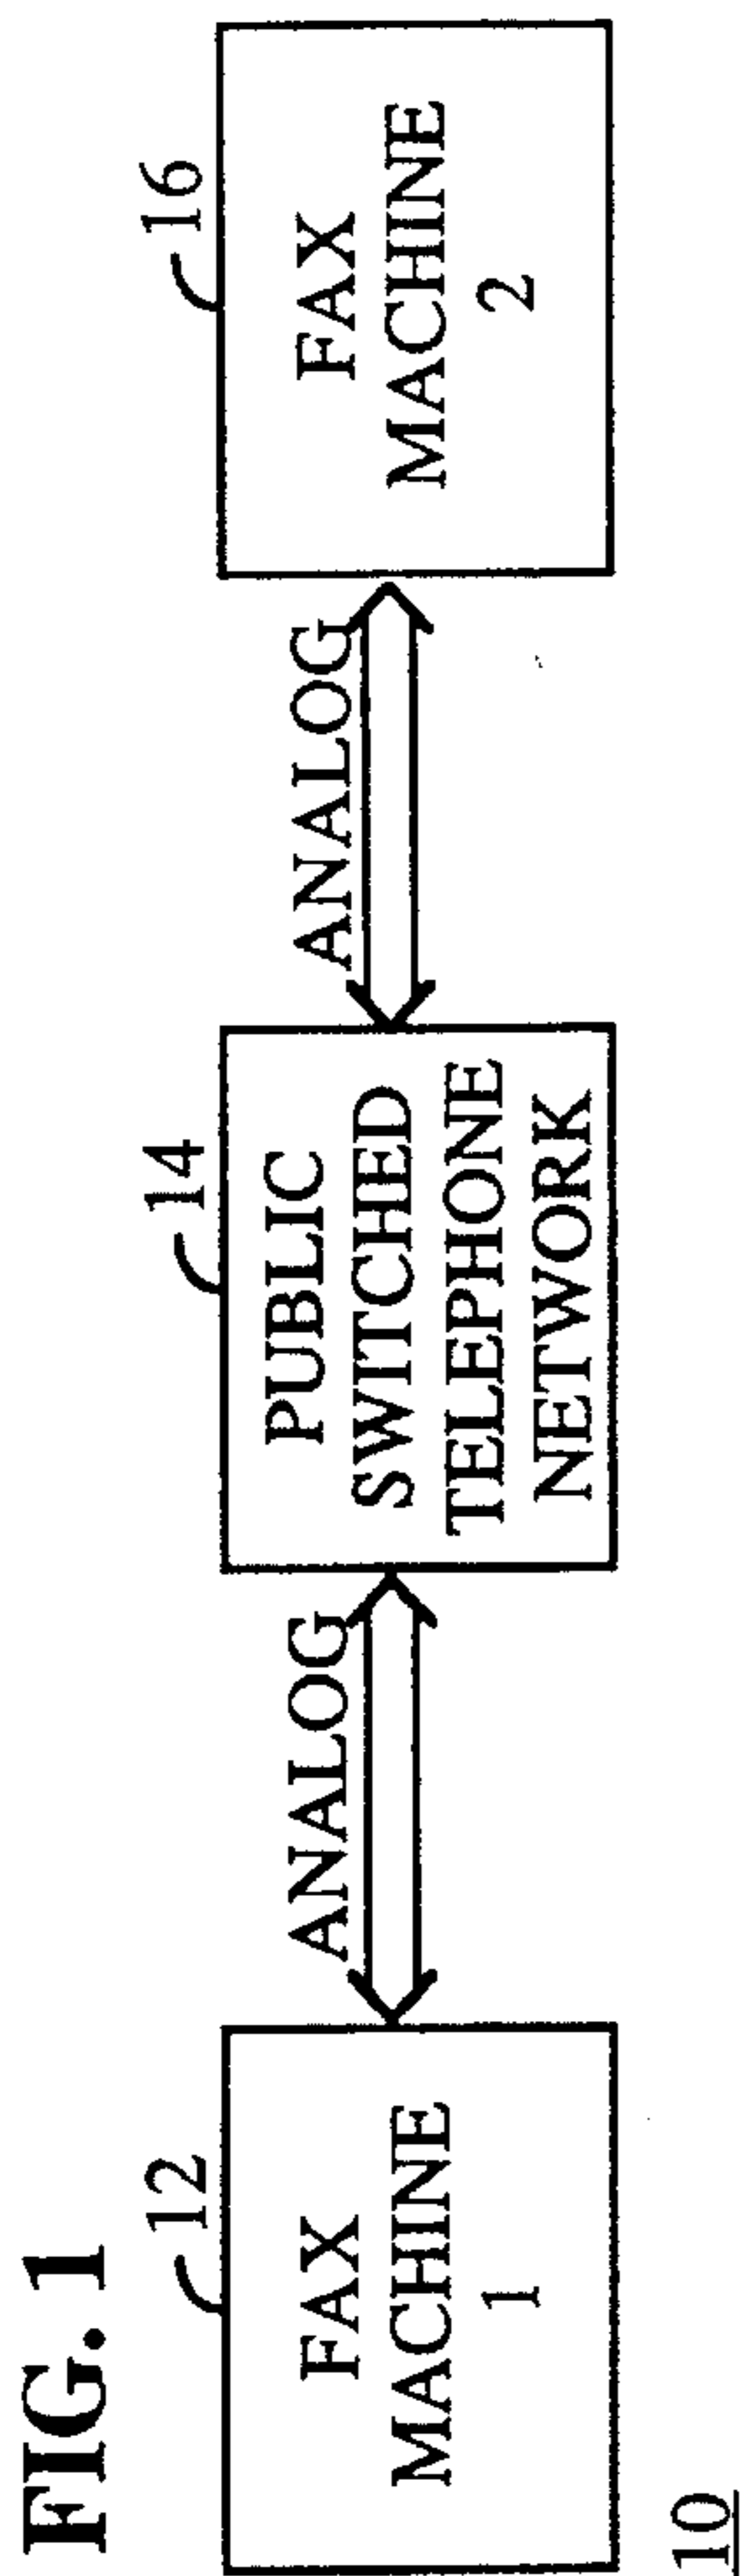 FIG. 1
12
FAX
MACHINE
1
ANALOG
14
PUBLIC
SWITCHED
TELEPHONE
NETWORK
ANALOG
16
FAX
MACHINE
2
10